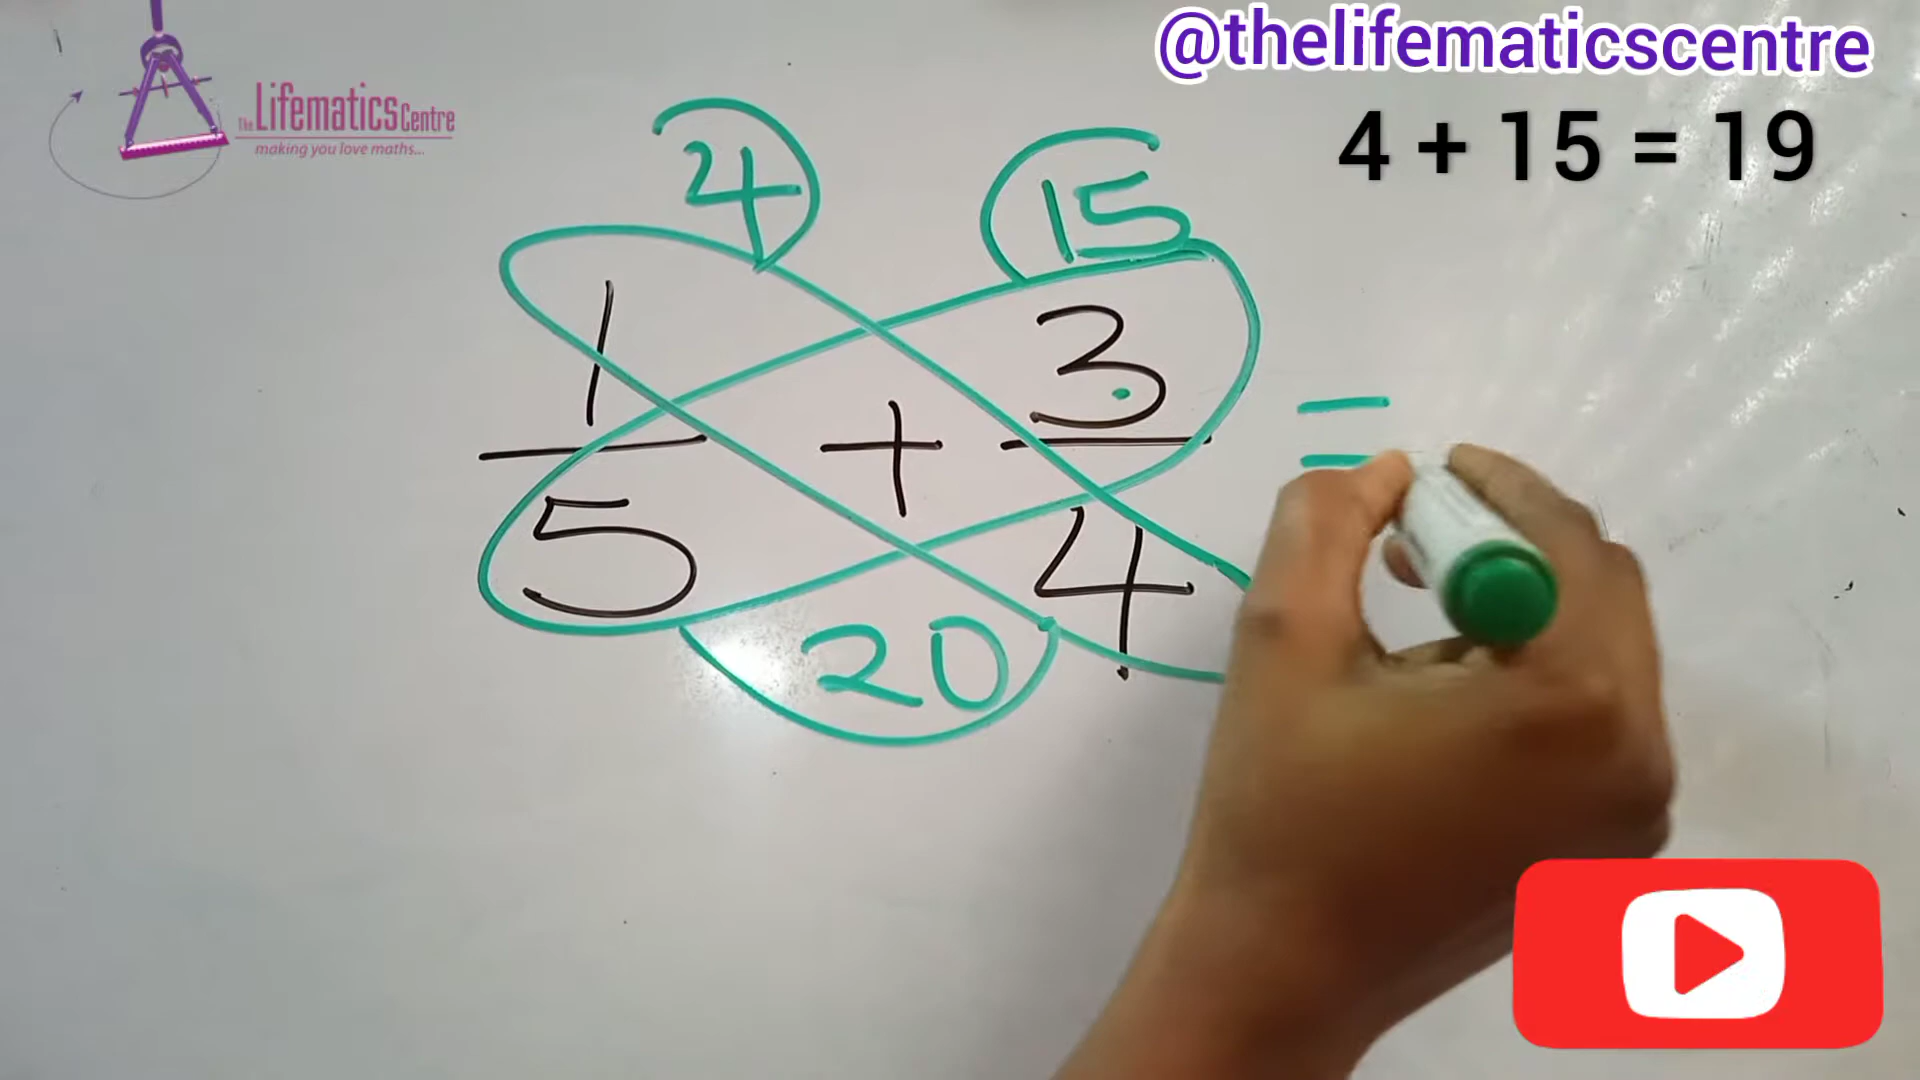 @thelifematicscentre
The Lifematics Centre
making you love maths...
4 + 15 = 19
4 15
1/5 + 3/4 =
20